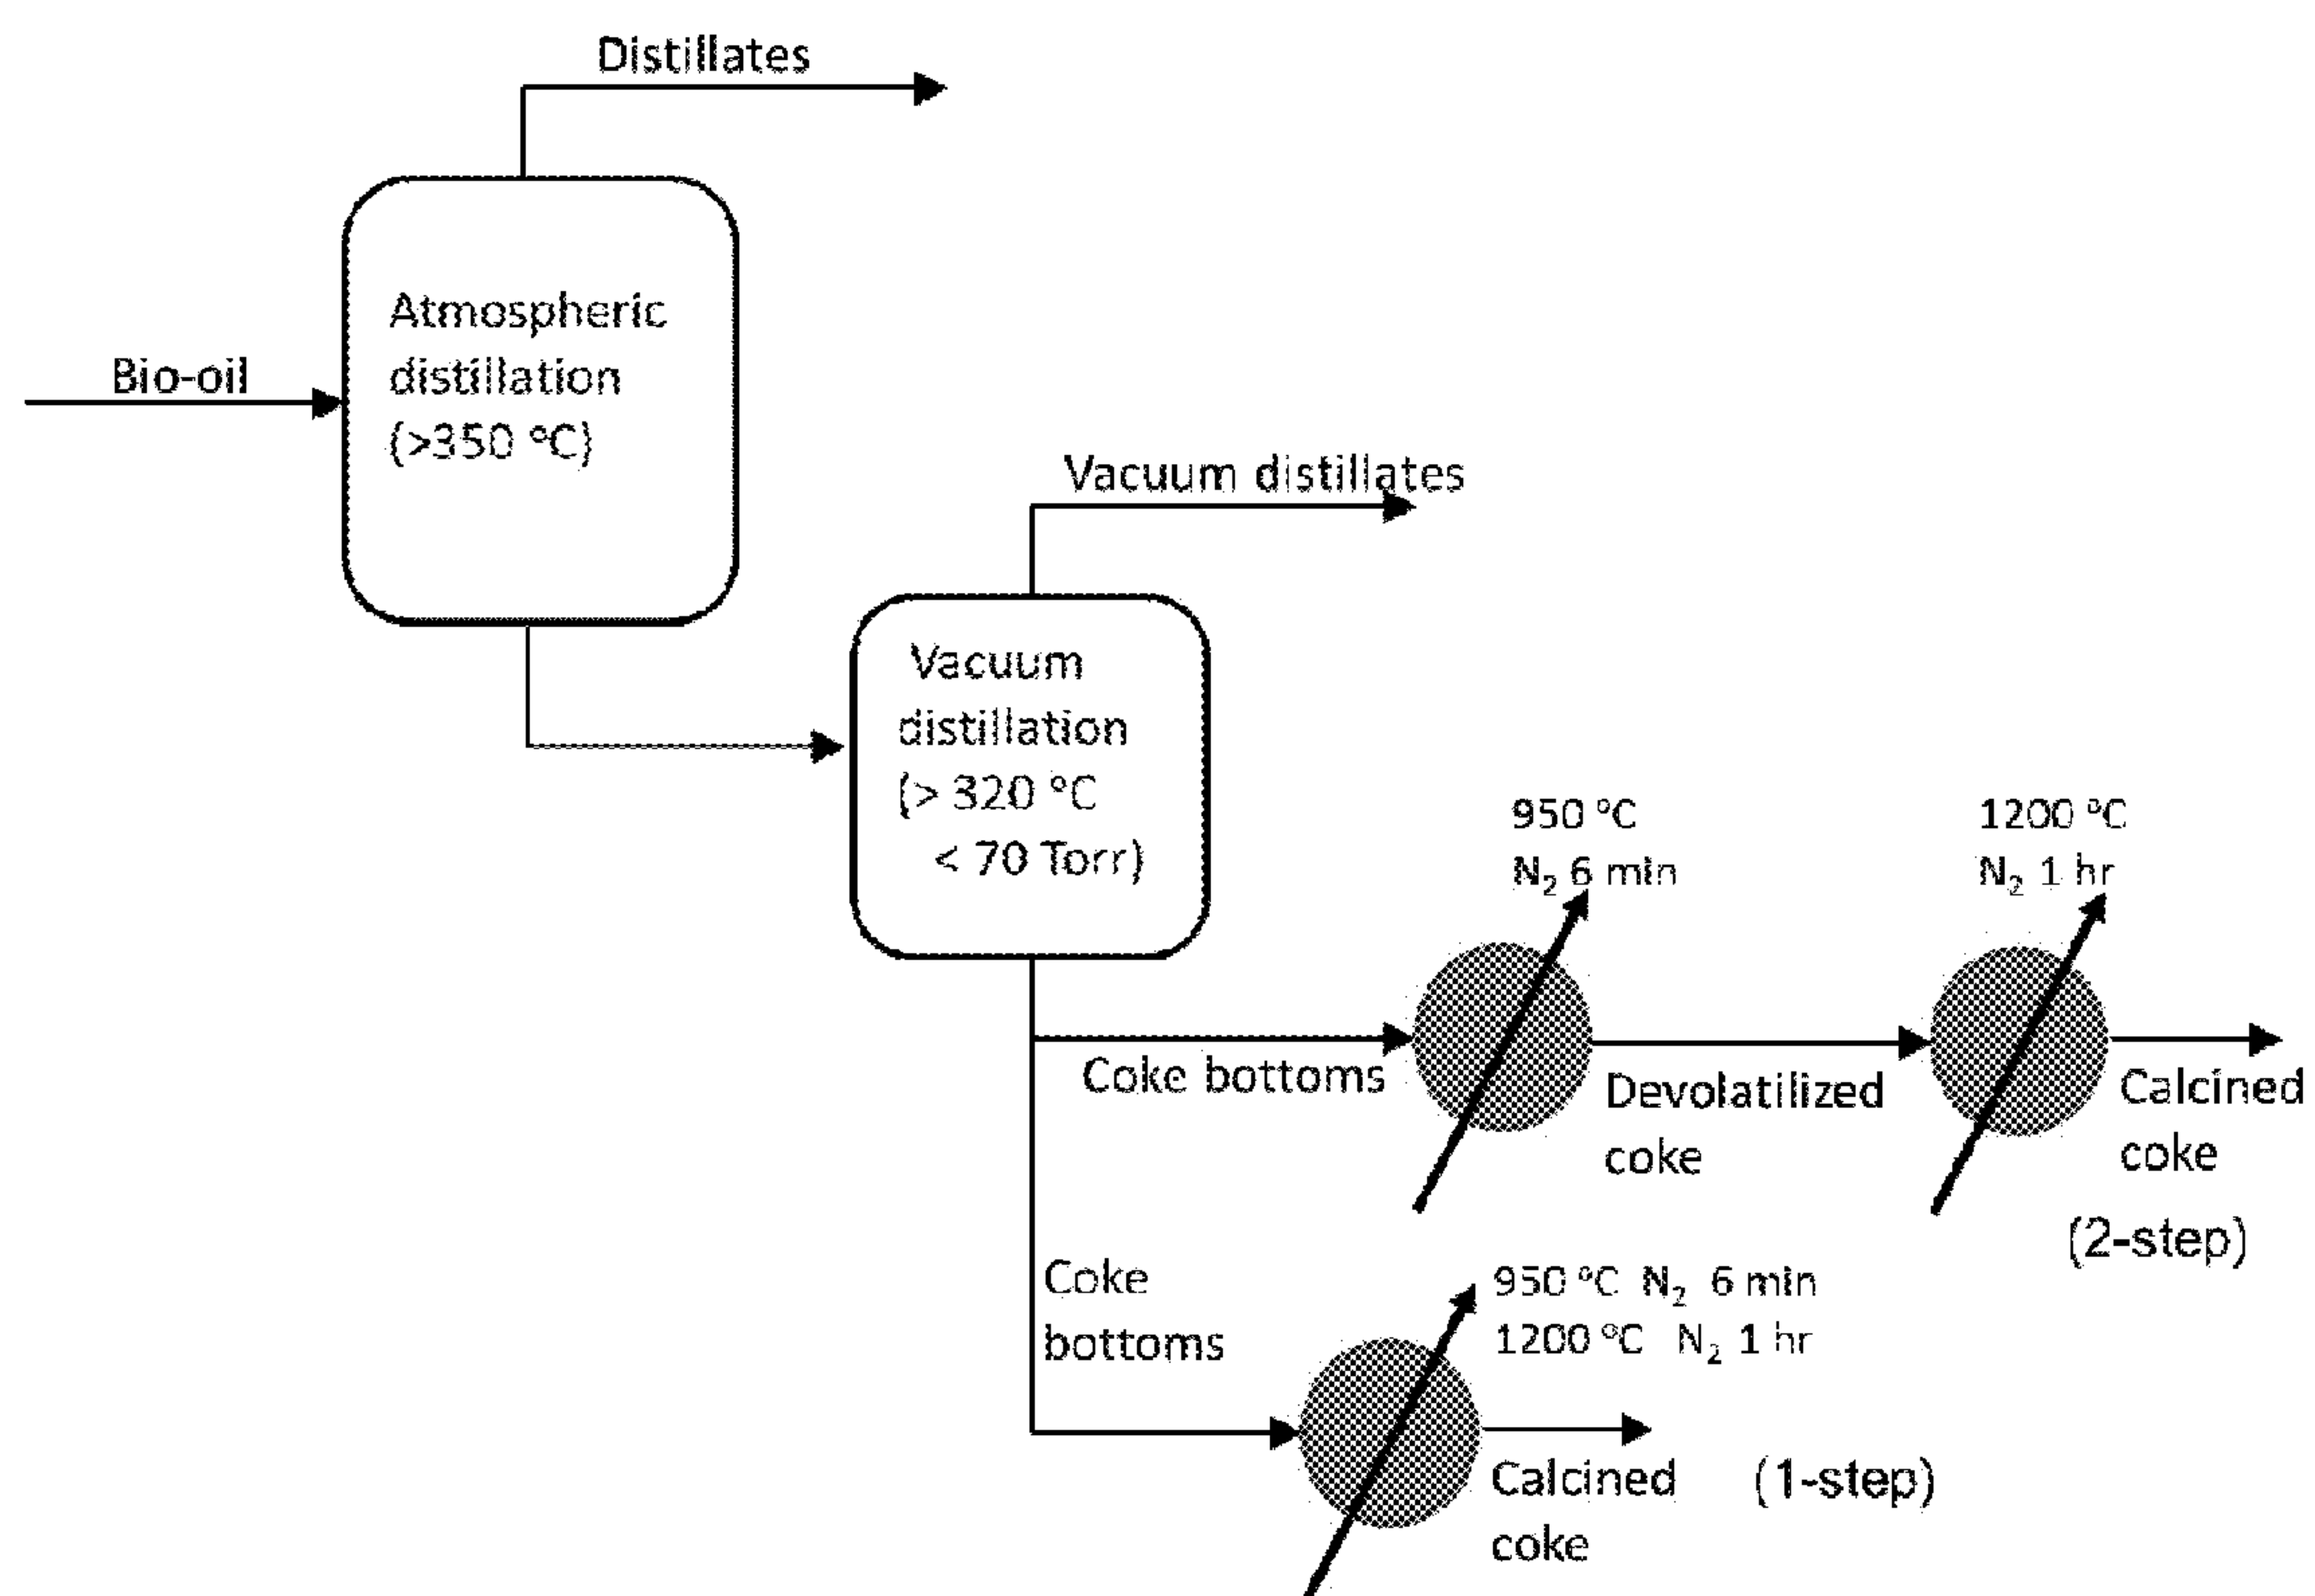 Distillates
Bio-oil
Atmospheric
distillation
(>350 °C)
Vacuum distillates
Vacuum
distillation
(> 320 °C
< 70 Torr)
950 °C
N₂ 6 min
1200 °C
N₂ 1 hr
Coke bottoms
Devolatilized
coke
Calcined
coke
(2-step)
Coke
bottoms
950 °C N₂ 6 min
1200 °C N₂ 1 hr
Calcined
coke
(1-step)